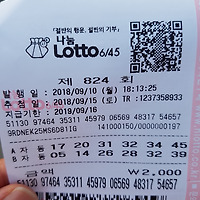 「절반의 행운, 절반의 기부」
나눔
Lotto 6/45
제 824 회
발 행 일 : 2018/09/10 (월) 18:13:25
추 첨 일 : 2018/09/15 (토) TR : 1237358933
지급기한 : 2019/09/16
51130 97464 35311 45979 06569 48317 54657
9RDNEK25MS6D8IIG 141000150/0000000197
A 자동 17 20 31 32 34 45
B 자동 05 14 26 28 32 39
금 액 ₩2,000
51130 97464 35311 45979 06569 48317 54657